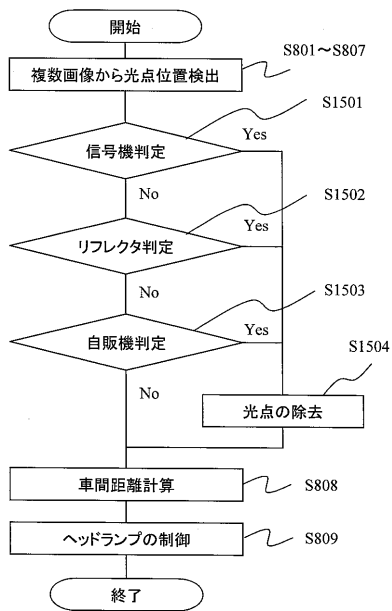 開始
S801～S807
複数画像から光点位置検出
S1501
信号機判定
Yes
No
S1502
リフレクタ判定
Yes
No
S1503
自販機判定
Yes
No
S1504
光点の除去
車間距離計算
S808
ヘッドランプの制御
S809
終了